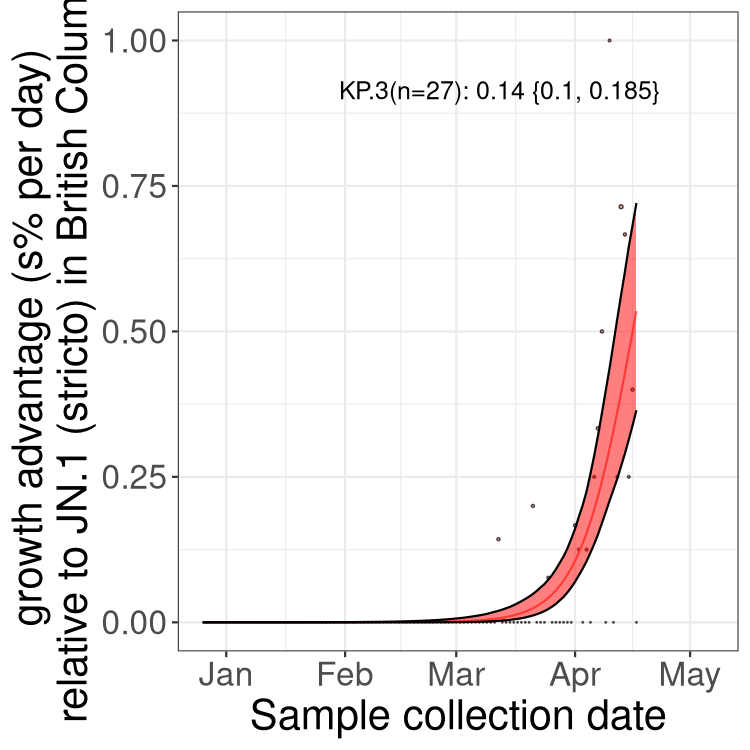 growth advantage (s% per day)
relative to JN.1 (stricto) in British Colum
1.00
0.75
0.50
0.25
0.00
KP.3(n=27): 0.14 {0.1, 0.185}
Jan Feb Mar Apr May
Sample collection date